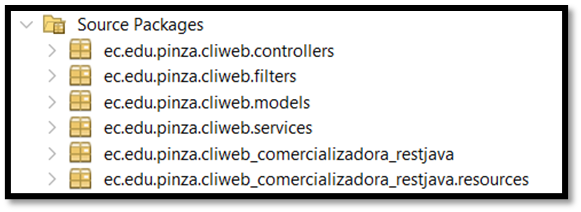 Source Packages
ec.edu.pinza.cliweb.controllers
ec.edu.pinza.cliweb.filters
ec.edu.pinza.cliweb.models
ec.edu.pinza.cliweb.services
ec.edu.pinza.cliweb_comercializadora_restjava
ec.edu.pinza.cliweb_comercializadora_restjava.resources